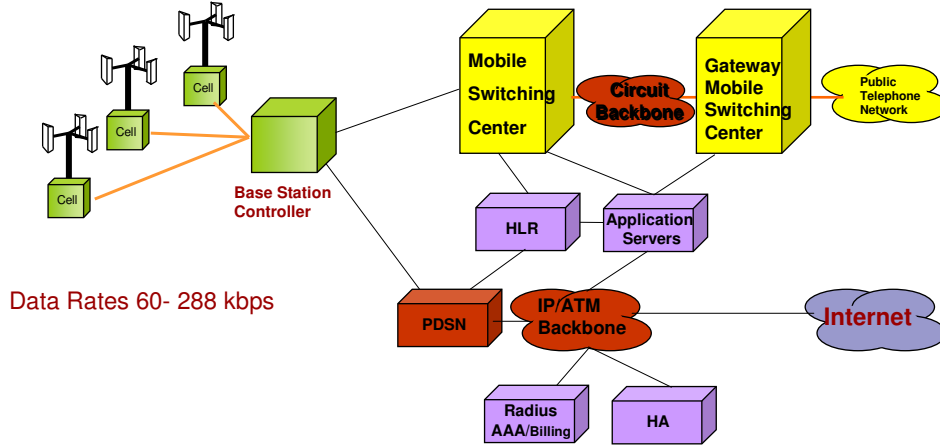 Cell
Cell
Cell
Base Station
Controller
Mobile
Switching
Center
Circuit
Backbone
Gateway
Mobile
Switching
Center
Public
Telephone
Network
HLR
Application
Servers
Data Rates 60- 288 kbps
PDSN
IP/ATM
Backbone
Internet
Radius
AAA/Billing
HA